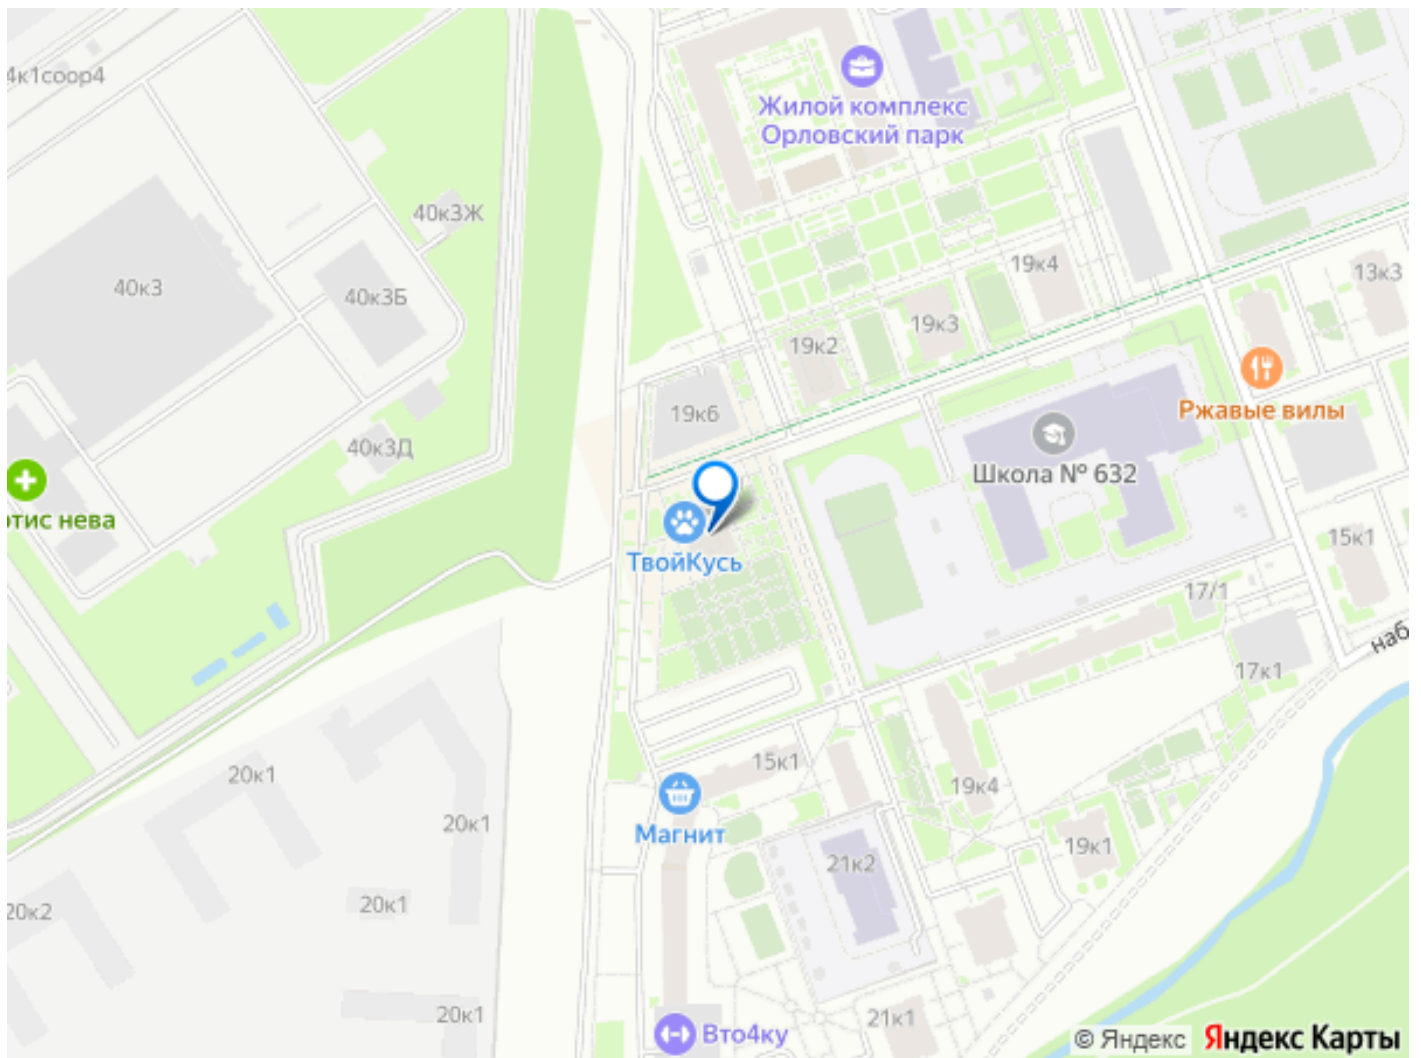 4к1соор4
Жилой комплекс
Орловский парк
40к3Ж
40к3
40к3Б
19к4
13к3
19к3
19к2
Ржавые вилы
19к6
40к3Д
Школа № 632
ртис нева
ТвойКусь
15к1
17/1
наб
17к1
15к1
20к1
19к4
20к1
Магнит
19к1
21к2
20к2
20к1
20к1
Вто4ку
21к1
© Яндекс Яндекс Карты